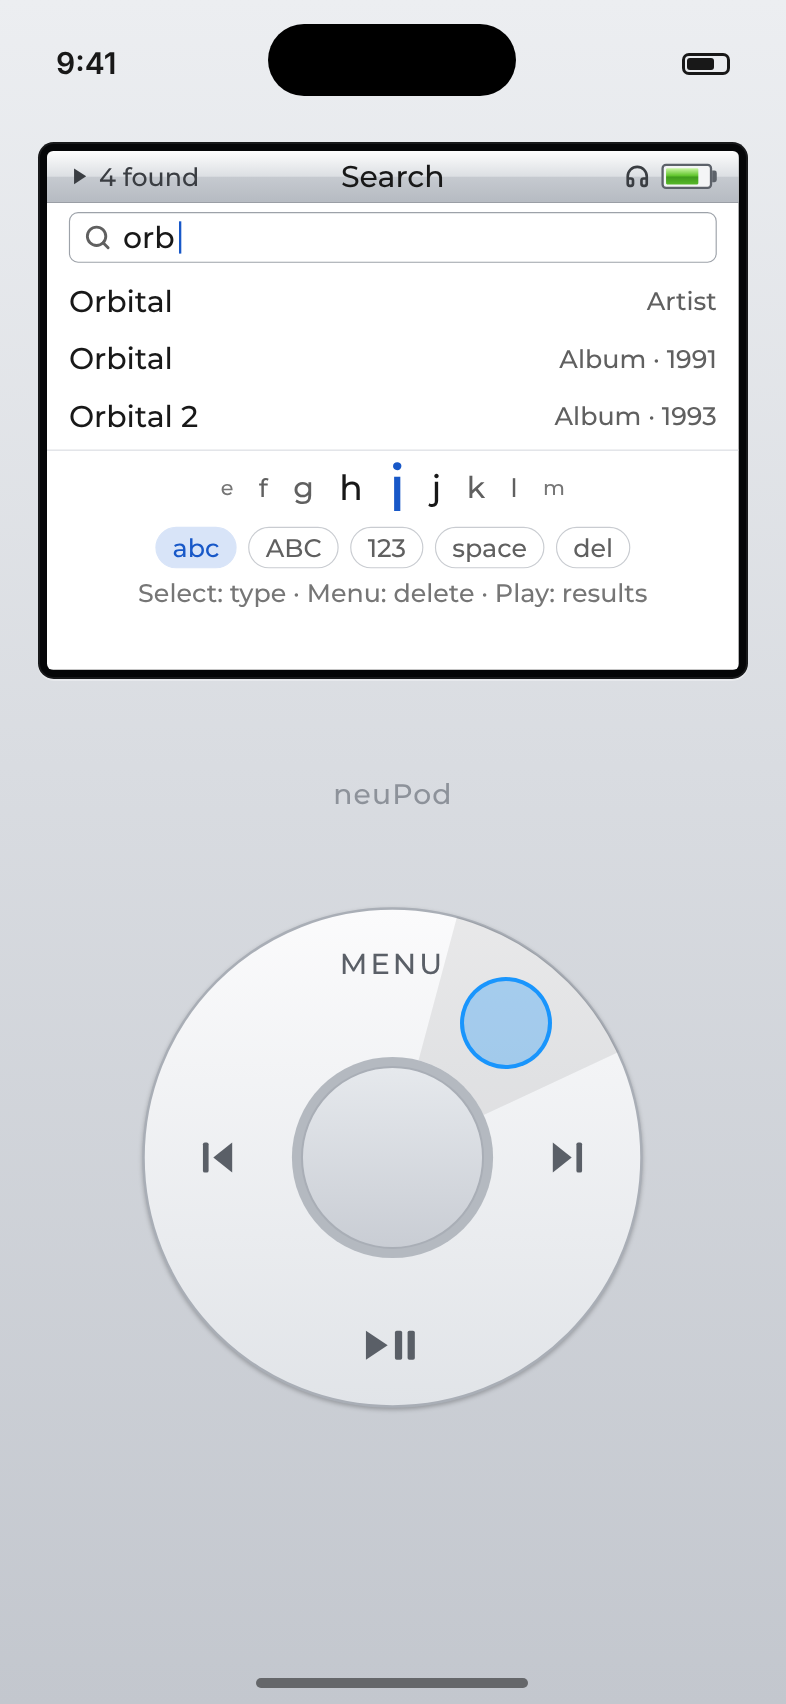 9:41
4 found Search
orb
Orbital Artist
Orbital Album · 1991
Orbital 2 Album · 1993
e f g h i j k l m
abc ABC 123 space del
Select: type · Menu: delete · Play: results
neuPod
MENU